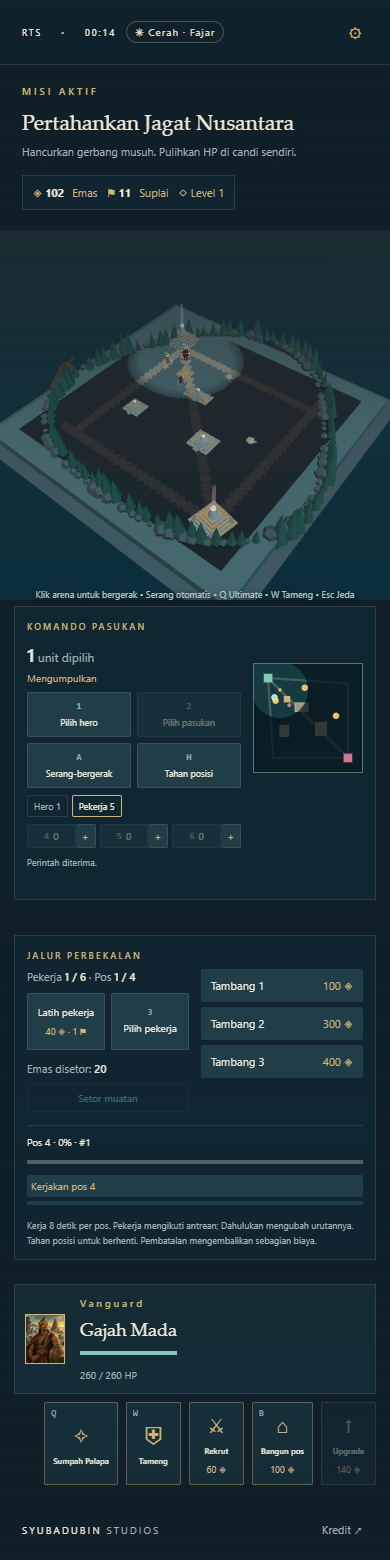 RTS • 00:14 ☀ Cerah · Fajar
MISI AKTIF
Pertahankan Jagat Nusantara
Hancurkan gerbang musuh. Pulihkan HP di candi sendiri.
◈ 102 Emas ⚑ 11 Suplai ◇ Level 1
Klik arena untuk bergerak • Serang otomatis • Q Ultimate • W Tameng • Esc Jeda
KOMANDO PASUKAN
1 unit dipilih
Mengumpulkan
1
Pilih hero
2
Pilih pasukan
A
Serang-bergerak
H
Tahan posisi
Hero 1
Pekerja 5
4 0 +
5 0 +
6 0 +
Perintah diterima.
JALUR PERBEKALAN
Pekerja 1 / 6 · Pos 1 / 4
Latih pekerja
40 ◈ · 1 ⚑
3
Pilih pekerja
Emas disetor: 20
Setor muatan
Tambang 1 100 ◈
Tambang 2 300 ◈
Tambang 3 400 ◈
Pos 4 · 0% · #1
Kerjakan pos 4
Kerja 8 detik per pos. Pekerja mengikuti antrean; Dahulukan mengubah urutannya.
Tahan posisi untuk berhenti. Pembatalan mengembalikan sebagian biaya.
Vanguard
Gajah Mada
260 / 260 HP
Q
Sumpah Palapa
W
Tameng
Rekrut
60 ◈
B
Bangun pos
100 ◈
Upgrade
140 ◈
SYUBADUBIN STUDIOS
Kredit ↗